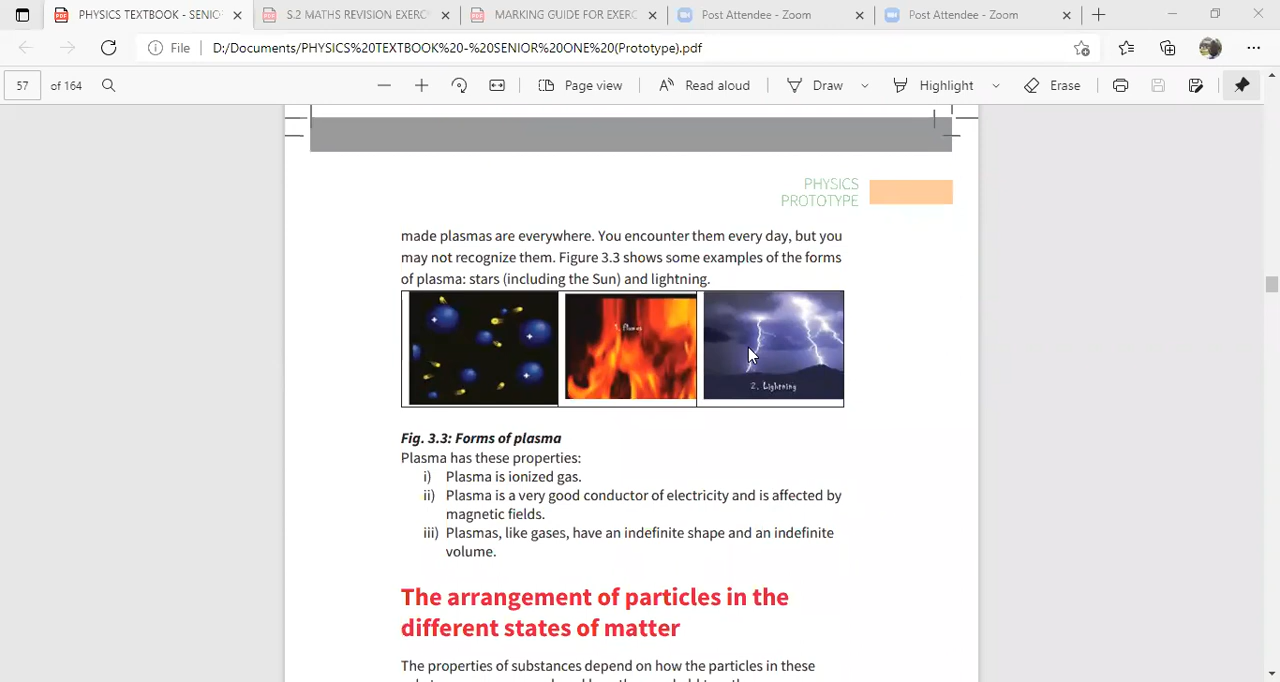 PHYSICS TEXTBOOK - SENIO
S.2 MATHS REVISION EXERC
MARKING GUIDE FOR EXERC
Post Attendee - Zoom
Post Attendee - Zoom
File
D:/Documents/PHYSICS%20TEXTBOOK%20-%20SENIOR%20ONE%20(Prototype).pdf
57 of 164
Page view
Read aloud
Draw
Highlight
Erase
PHYSICS
PROTOTYPE
made plasmas are everywhere. You encounter them every day, but you
may not recognize them. Figure 3.3 shows some examples of the forms
of plasma: stars (including the Sun) and lightning.
1. Flames
2. Lightning
Fig. 3.3: Forms of plasma
Plasma has these properties:
i) Plasma is ionized gas.
ii) Plasma is a very good conductor of electricity and is affected by
magnetic fields.
iii) Plasmas, like gases, have an indefinite shape and an indefinite
volume.
The arrangement of particles in the
different states of matter
The properties of substances depend on how the particles in these